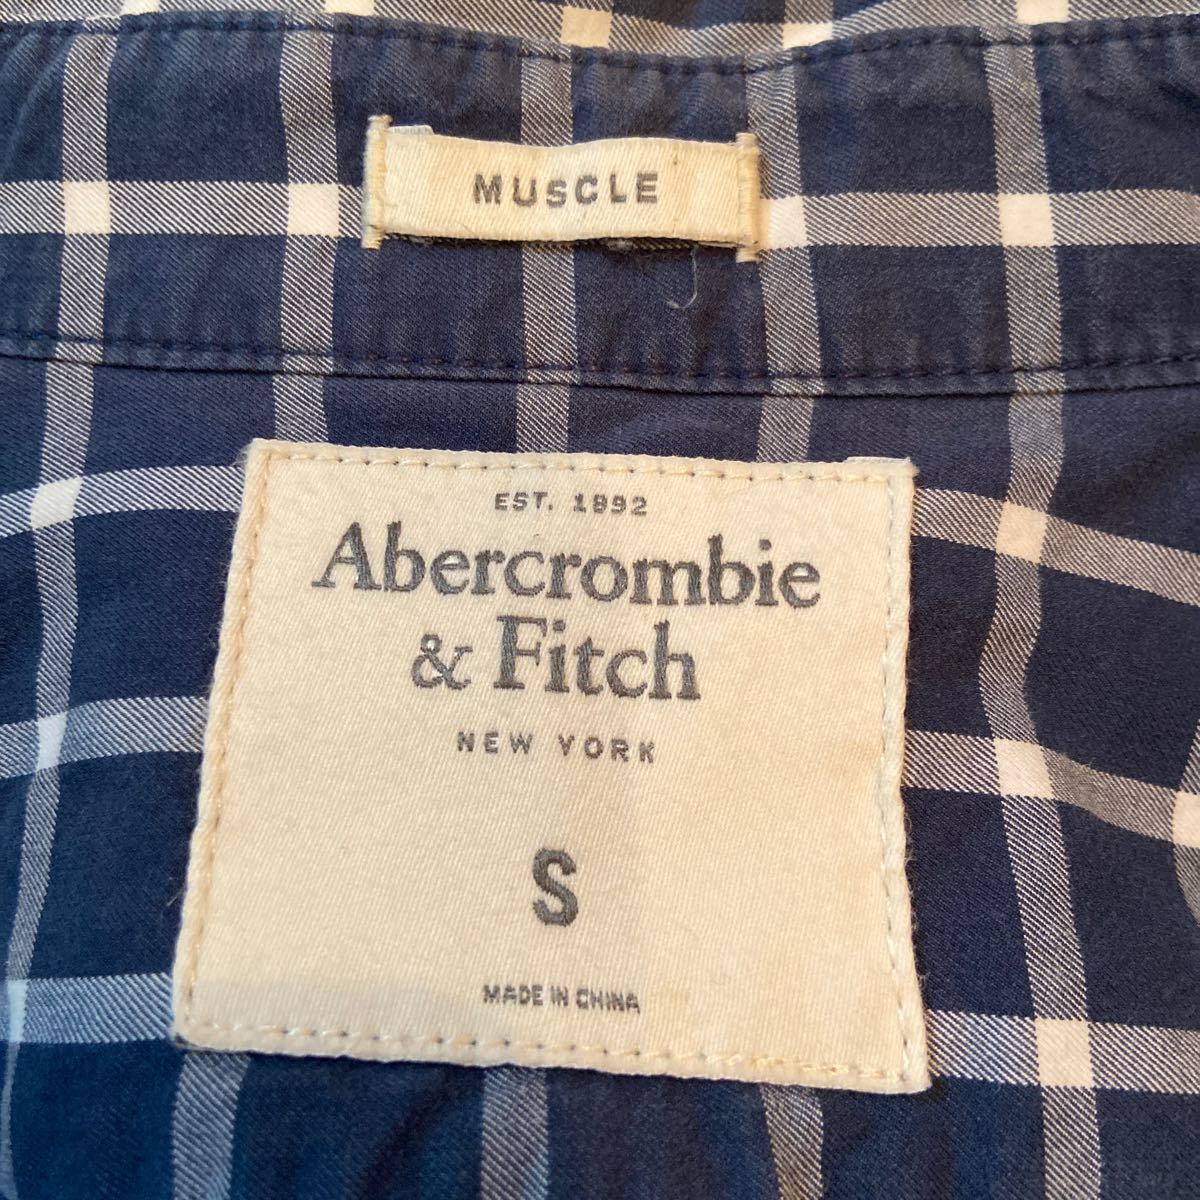 MUSCLE
EST. 1892
Abercrombie
& Fitch
NEW YORK
S
MADE IN CHINA